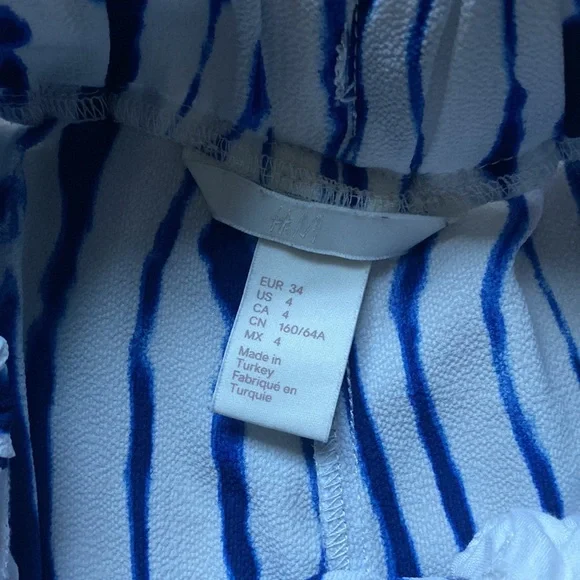 H&M
EUR 34
US 4
CA 4
CN 160/64A
MX 4
Made in
Turkey
Fabriqué en
Turquie